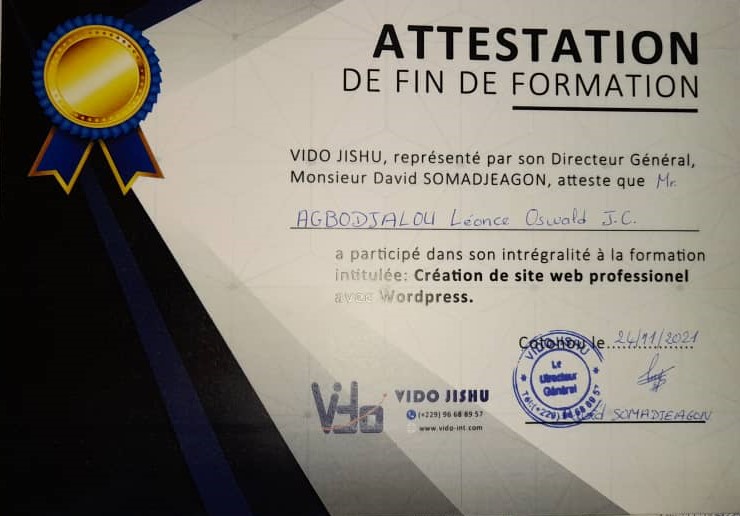 ATTESTATION
DE FIN DE FORMATION
VIDO JISHU, représenté par son Directeur Général,
Monsieur David SOMADJEAGON, atteste que Mr.
AGBODJALOU Léonce Oswald J.C.
a participé dans son intrégralité à la formation
intitulée: Création de site web professionel
avec Wordpress.
Cotonou le 24/11/2021
VIDO JISHU
Le
Directeur
Général
Tél:(+229) 96 68 89 57
SOMADJEAGON
Vido
VIDO JISHU
(+229) 96 68 89 57
www.vido-int.com